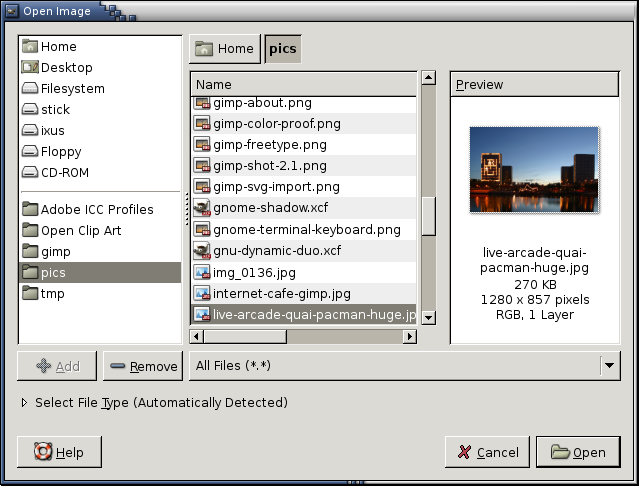 Open Image
Home
Desktop
Filesystem
stick
ixus
Floppy
CD-ROM
Adobe ICC Profiles
Open Clip Art
gimp
pics
tmp
Home pics
Name
gimp-about.png
gimp-color-proof.png
gimp-freetype.png
gimp-shot-2.1.png
gimp-svg-import.png
gnome-shadow.xcf
gnome-terminal-keyboard.png
gnu-dynamic-duo.xcf
img_0136.jpg
internet-cafe-gimp.jpg
live-arcade-quai-pacman-huge.jp
Preview
live-arcade-quai-
pacman-huge.jpg
270 KB
1280 x 857 pixels
RGB, 1 Layer
Add Remove All Files (*.*)
Select File Type (Automatically Detected)
Help Cancel Open